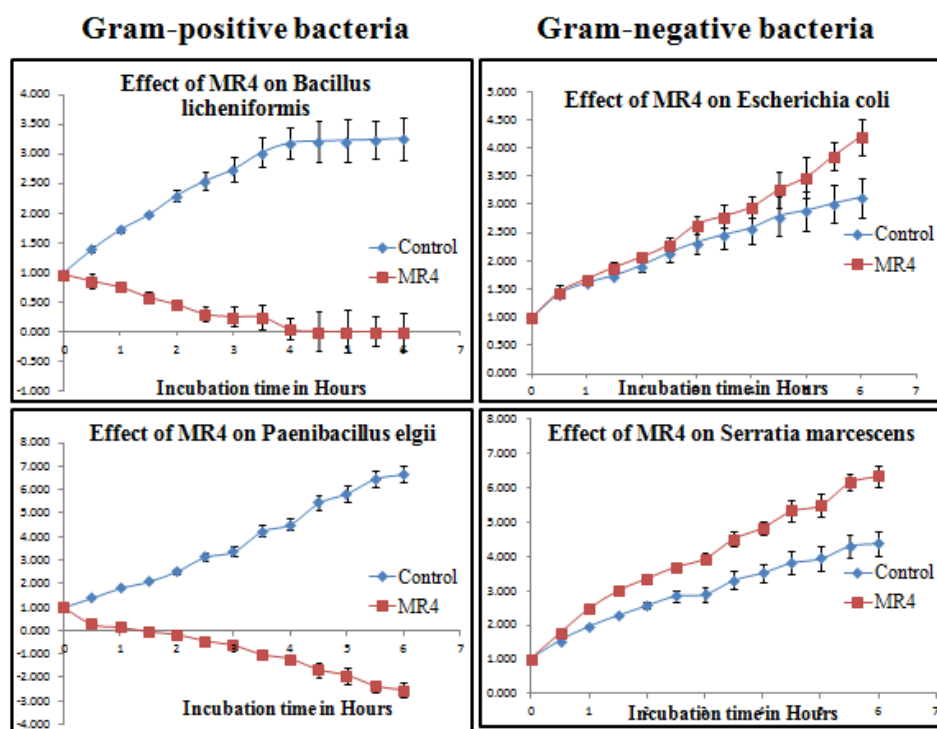 Gram-positive bacteria
Gram-negative bacteria
Effect of MR4 on Bacillus
licheniformis
4.000
3.500
3.000
2.500
2.000
1.500
1.000
0.500
0.000
-0.500
-1.000
0 1 2 3 4 5 6 7
Control
MR4
Incubation time in Hours
Effect of MR4 on Escherichia coli
5.000
4.500
4.000
3.500
3.000
2.500
2.000
1.500
1.000
0.500
0.000
Control
MR4
0 1 2 6 7
Incubation time in Hours
Effect of MR4 on Paenibacillus elgii
8.000
7.000
6.000
5.000
4.000
3.000
2.000
1.000
0.000
-1.000
-2.000
-3.000
-4.000
Control
MR4
0 1 2 3 4 5 6 7
Incubation time in Hours
Effect of MR4 on Serratia marcescens
8.000
7.000
6.000
5.000
4.000
3.000
2.000
1.000
0.000
Control
MR4
0 1 6 7
Incubation time in Hours